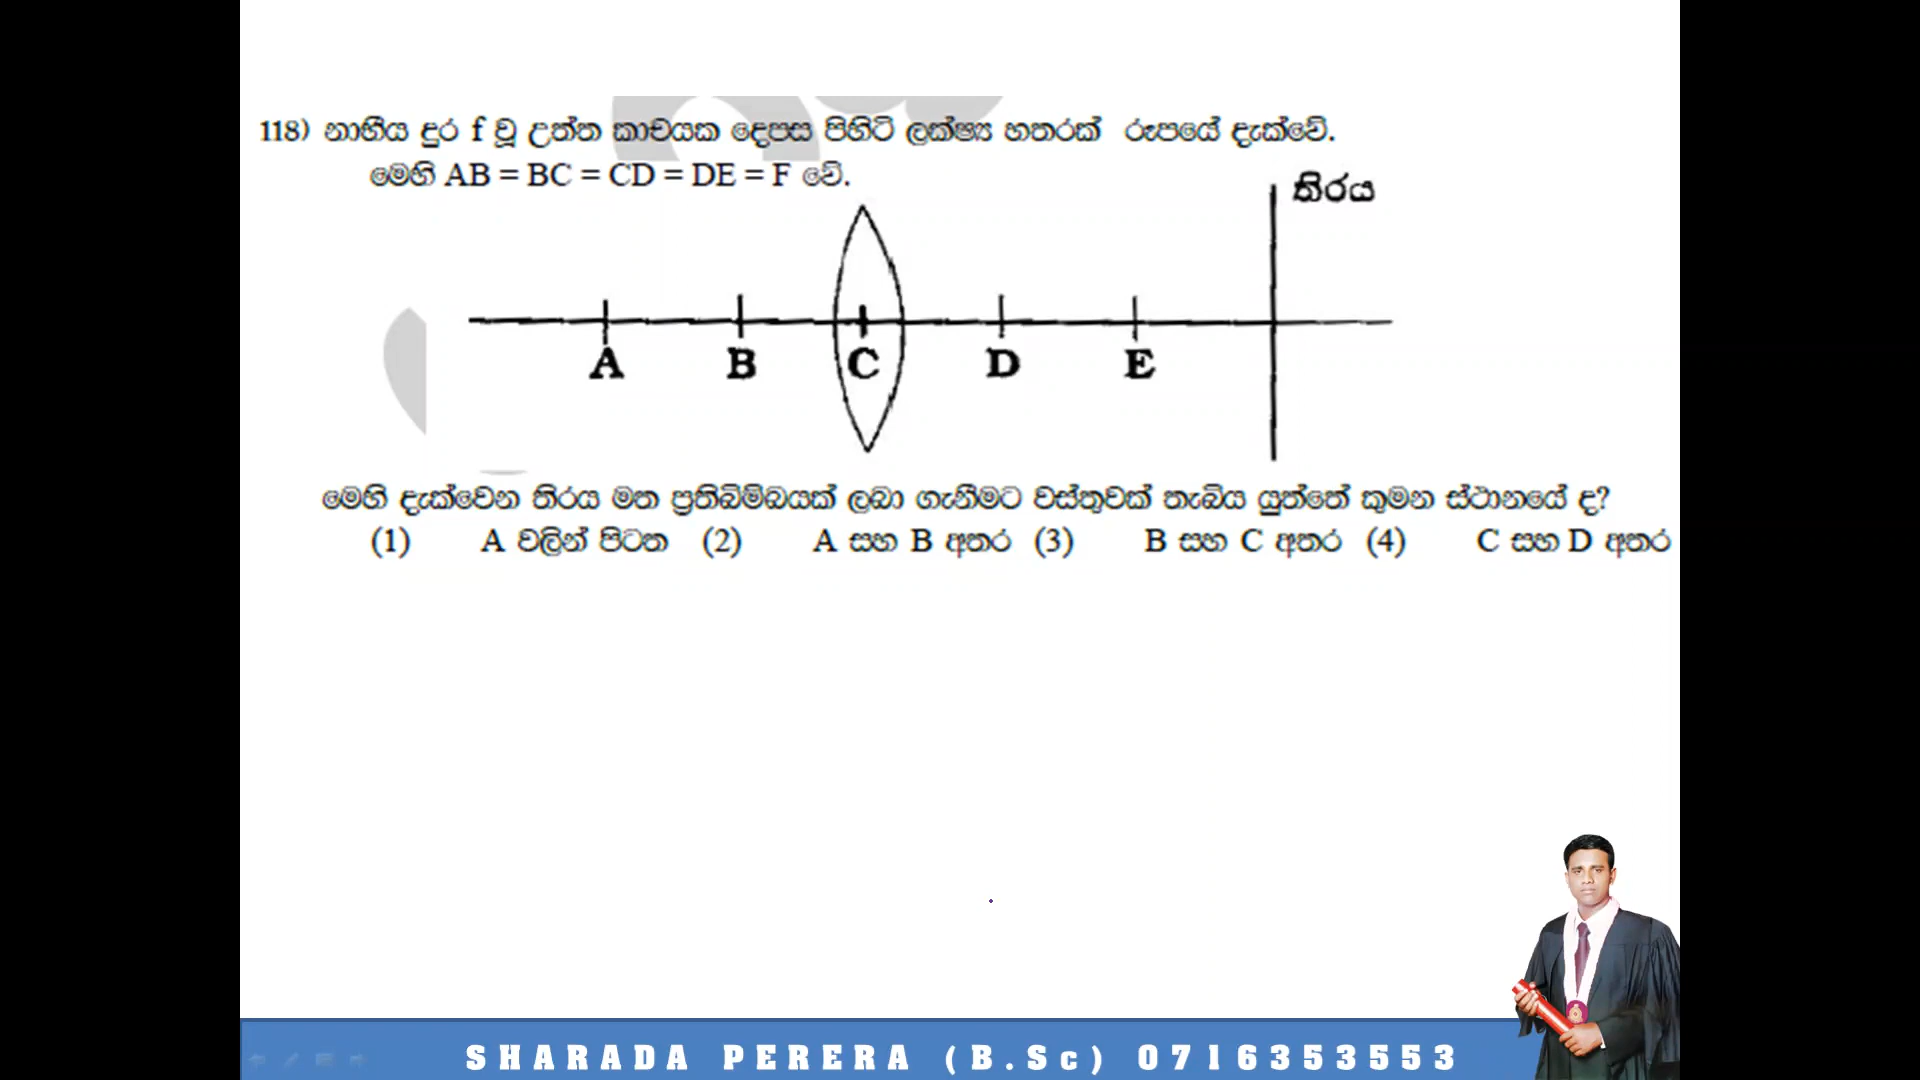 118) නාභීය දුර f වූ උත්ත කාචයක දෙපස පිහිටි ලක්ෂ්‍ය හතරක් රූපයේ දැක්වේ.
මෙහි AB = BC = CD = DE = F වේ.
තිරය
A B C D E
මෙහි දැක්වෙන තිරය මත ප්‍රතිබිම්බයක් ලබා ගැනීමට වස්තුවක් තැබිය යුත්තේ කුමන ස්ථානයේ ද?
(1) A වලින් පිටත (2) A සහ B අතර (3) B සහ C අතර (4) C සහ D අතර
SHARADA PERERA (B.Sc) 0716353553